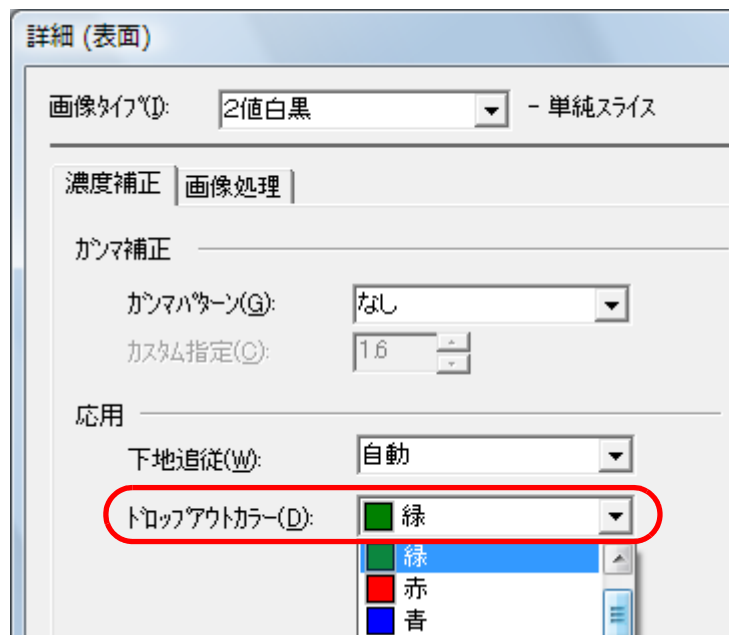 詳細 (表面)
画像ﾀｲﾌﾟ(I): 2値白黒 - 単純ｽﾗｲｽ
濃度補正 画像処理
ｶﾞﾝﾏ補正
ｶﾞﾝﾏﾊﾟﾀｰﾝ(G): なし
ｶｽﾀﾑ指定(C): 1.6
応用
下地追従(W): 自動
ﾄﾞﾛｯﾌﾟｱｳﾄｶﾗｰ(D): 緑
緑
赤
青